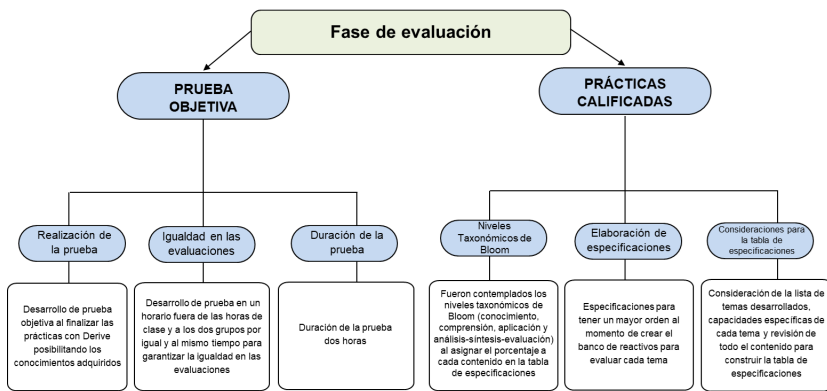 Fase de evaluación
PRUEBA
OBJETIVA
PRÁCTICAS
CALIFICADAS
Realización de
la prueba
Igualdad en las
evaluaciones
Duración de la
prueba
Niveles
Taxonómicos de
Bloom
Elaboración de
especificaciones
Consideraciones para
la tabla de
especificaciones
Desarrollo de prueba
objetiva al finalizar las
prácticas con Derive
posibilitando los
conocimientos adquiridos
Desarrollo de prueba en un
horario fuera de las horas de
clase y a los dos grupos por
igual y al mismo tiempo para
garantizar la igualdad en las
evaluaciones
Duración de la prueba
dos horas
Fueron contemplados los
niveles taxonómicos de
Bloom (conocimiento,
comprensión, aplicación y
análisis-síntesis-evaluación)
al asignar el porcentaje a
cada contenido en la tabla
de especificaciones
Especificaciones para
tener un mayor orden al
momento de crear el
banco de reactivos para
evaluar cada tema
Consideración de la lista de
temas desarrollados,
capacidades específicas de
cada tema y revisión de
todo el contenido para
construir la tabla de
especificaciones